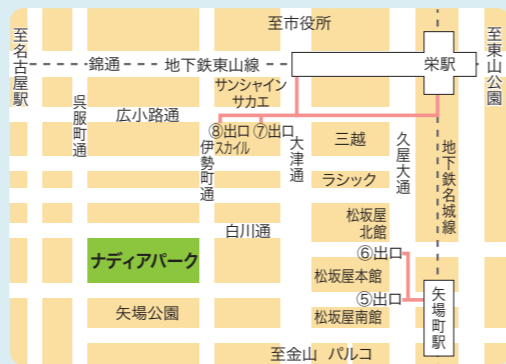 至市役所
至名古屋駅
錦通
地下鉄東山線
栄駅
至東山公園
サンシャイン
サカエ
呉服町通
広小路通
⑧出口
⑦出口
スカイル
伊勢町通
大津通
三越
久屋大通
地下鉄名城線
ラシック
白川通
松坂屋
北館
⑥出口
ナディアパーク
松坂屋本館
⑤出口
矢場町駅
矢場公園
松坂屋南館
至金山
パルコ